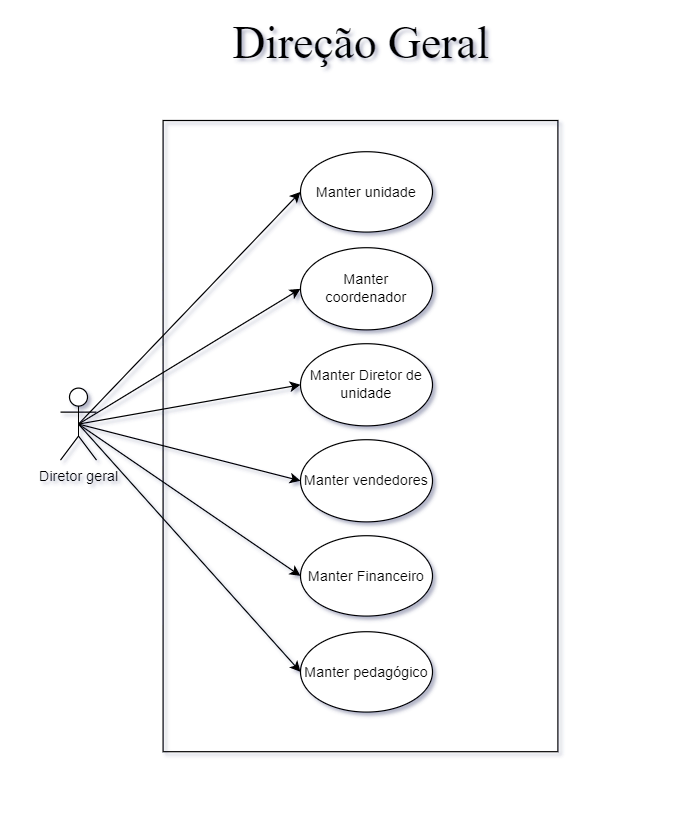 Direção Geral
Manter unidade
Manter
coordenador
Manter Diretor de
unidade
Manter vendedores
Diretor geral
Manter Financeiro
Manter pedagógico